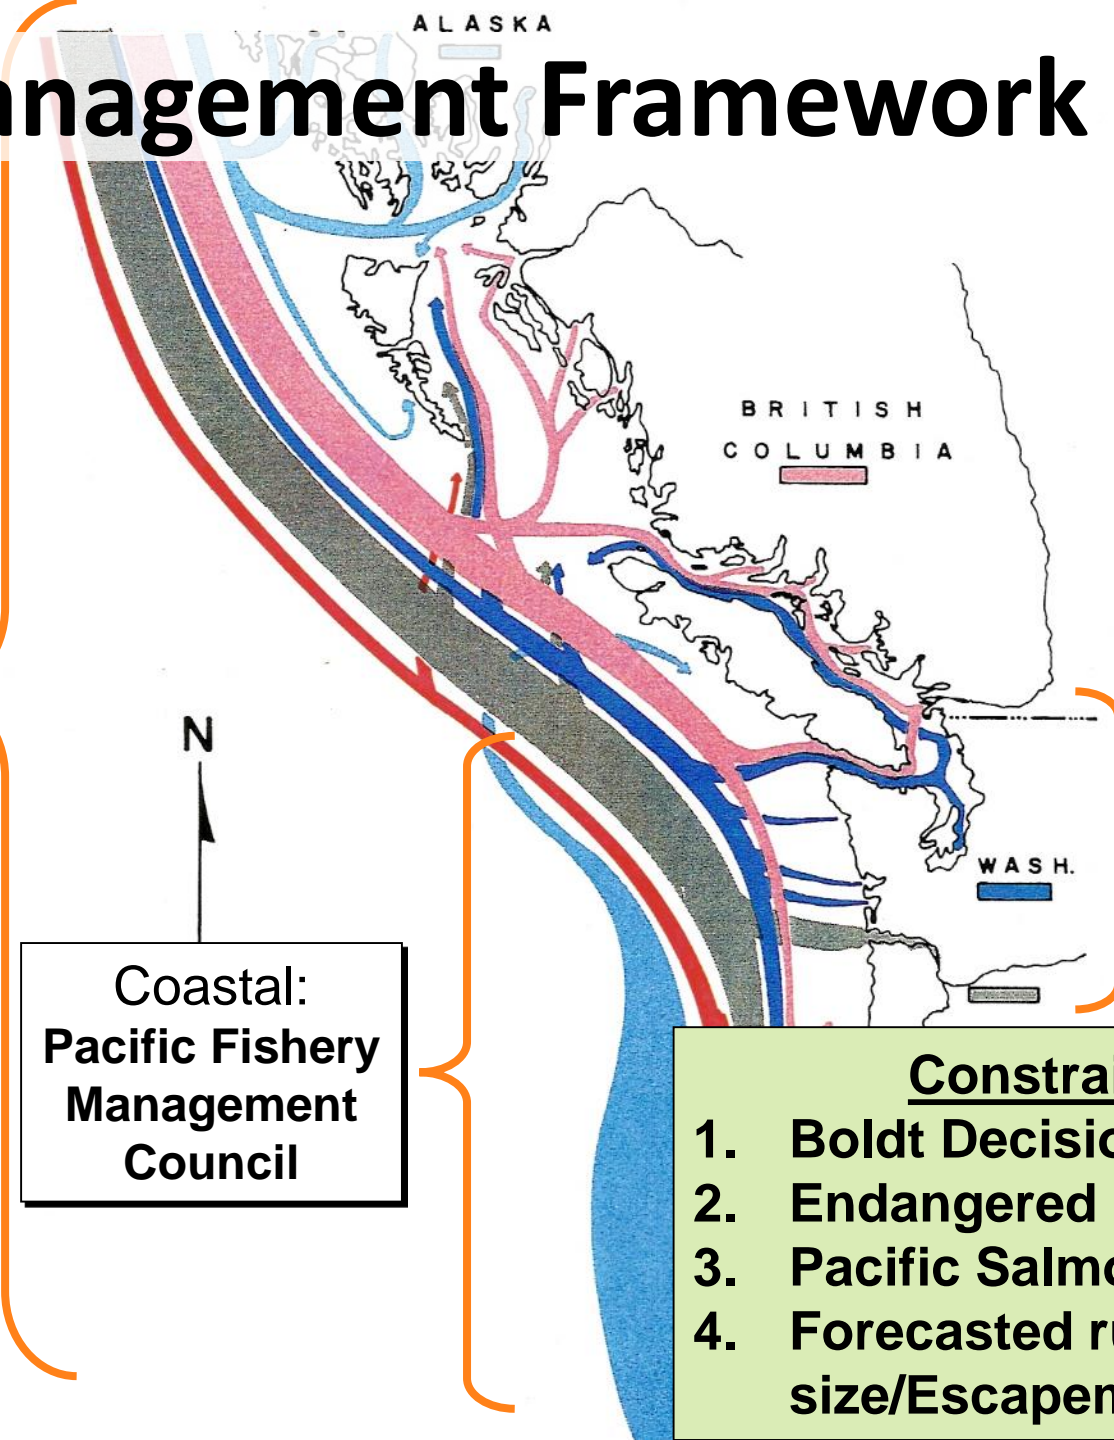 ALASKA
nagement Framework
BRITISH
COLUMBIA
N
WASH.
Coastal:
Pacific Fishery
Management
Council
Constrai
1. Boldt Decisio
2. Endangered
3. Pacific Salmo
4. Forecasted ru
size/Escapem